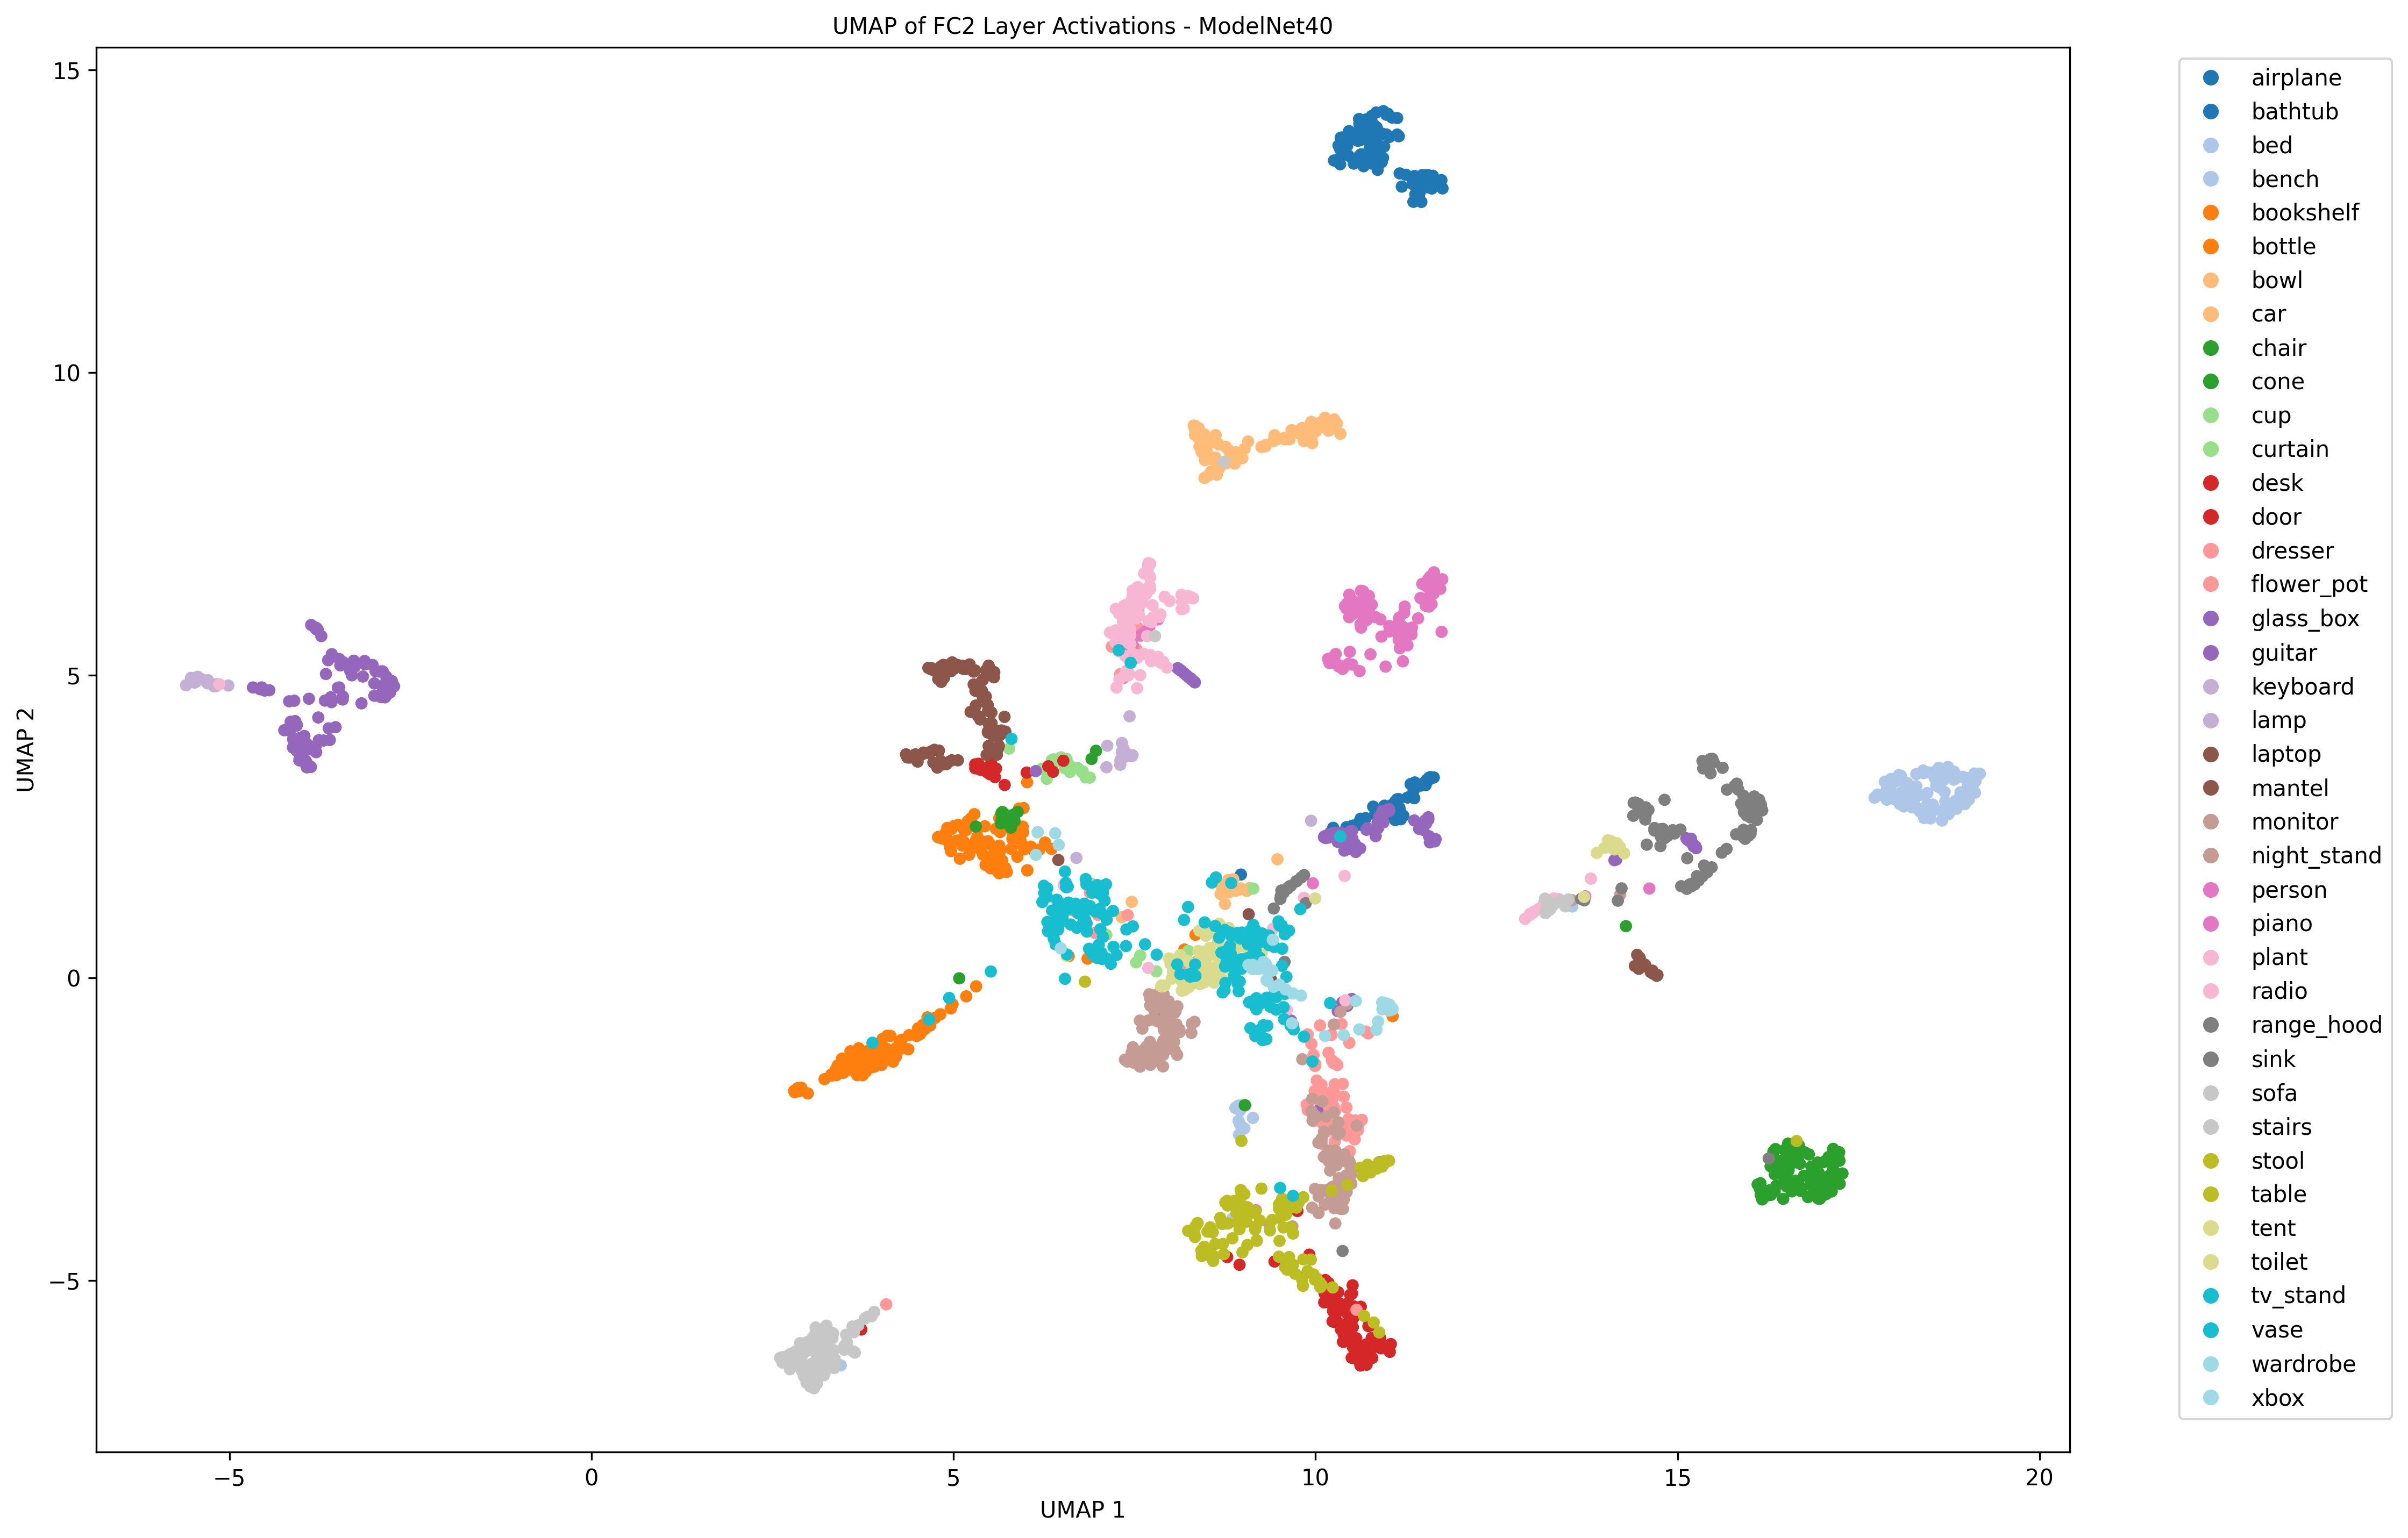 UMAP of FC2 Layer Activations - ModelNet40
15
10
5
0
−5
UMAP 2
−5
0
5
10
15
20
UMAP 1
airplane
bathtub
bed
bench
bookshelf
bottle
bowl
car
chair
cone
cup
curtain
desk
door
dresser
flower_pot
glass_box
guitar
keyboard
lamp
laptop
mantel
monitor
night_stand
person
piano
plant
radio
range_hood
sink
sofa
stairs
stool
table
tent
toilet
tv_stand
vase
wardrobe
xbox